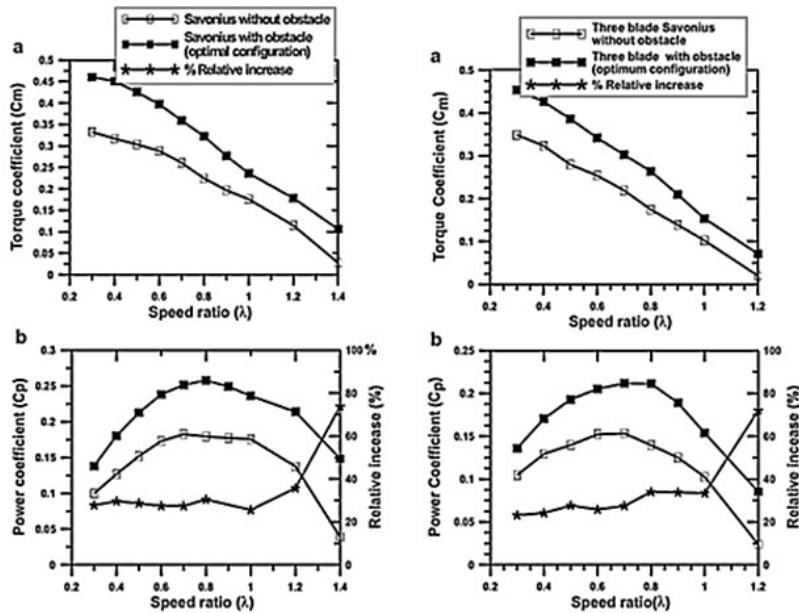 Savonius without obstacle
Savonius with obstacle
(optimal configuration)
% Relative increase
a
0.5
0.45
0.4
0.35
0.3
0.25
0.2
0.15
0.1
0.05
0
Torque coefficient (Cm)
0.2 0.4 0.6 0.8 1.0 1.2 1.4
Speed ratio (λ)
Three blade Savonius
without obstacle
Three blade with obstacle
(optimum configuration)
% Relative increase
a
0.5
0.4
0.3
0.2
0.1
0
Torque Coefficient (Cm)
0.2 0.4 0.6 0.8 1 1.2
Speed ratio (λ)
b
0.3
0.25
0.2
0.15
0.1
0.05
0.0
Power coefficient (Cp)
100%
80
60
40
20
0
Relative incease (%)
0.2 0.4 0.6 0.8 1.0 1.2 1.4
Speed ratio (λ)
b
0.25
0.2
0.15
0.1
0.05
0
Power Coefficient (Cp)
100
80
60
40
20
0
Relative increase (%)
0.2 0.4 0.6 0.8 1 1.2
Speed ratio(λ)